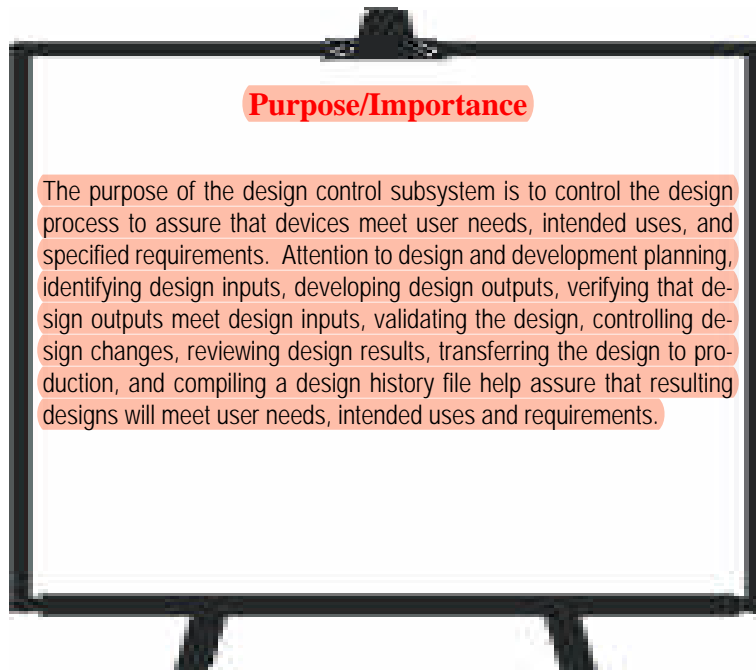 Purpose/Importance
The purpose of the design control subsystem is to control the design
process to assure that devices meet user needs, intended uses, and
specified requirements.  Attention to design and development planning,
identifying design inputs, developing design outputs, verifying that de-
sign outputs meet design inputs, validating the design, controlling de-
sign changes, reviewing design results, transferring the design to pro-
duction, and compiling a design history file help assure that resulting
designs will meet user needs, intended uses and requirements.